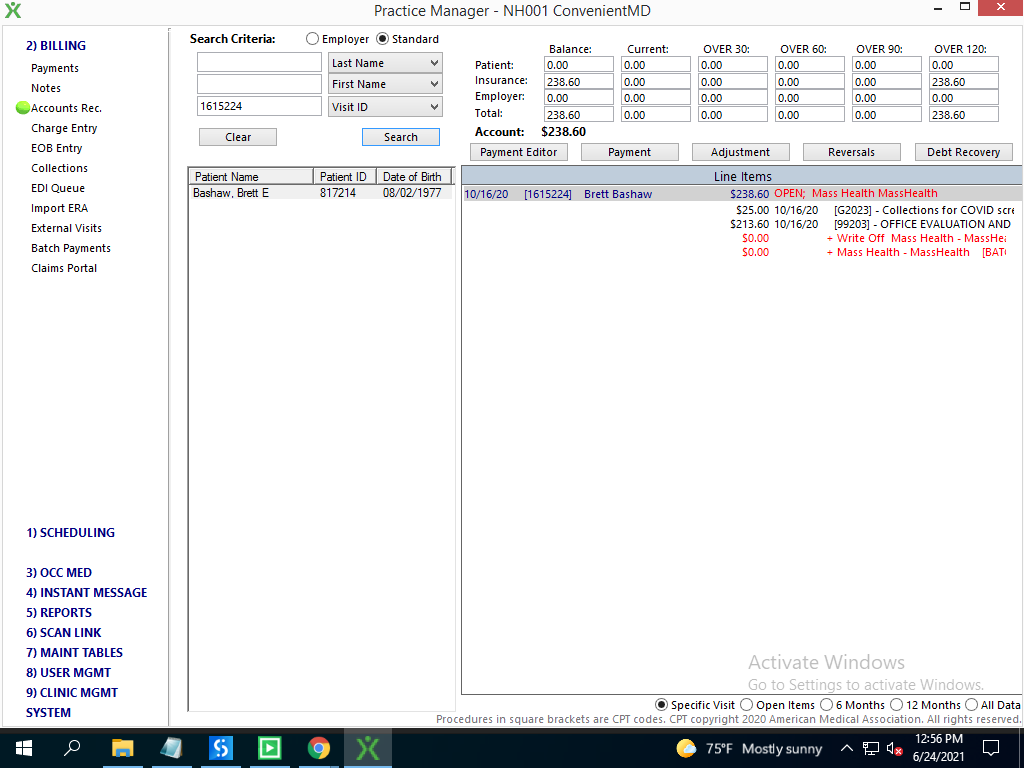 Practice Manager - NH001 ConvenientMD
2) BILLING
Payments
Notes
Accounts Rec.
Charge Entry
EOB Entry
Collections
EDI Queue
Import ERA
External Visits
Batch Payments
Claims Portal
1) SCHEDULING
3) OCC MED
4) INSTANT MESSAGE
5) REPORTS
6) SCAN LINK
7) MAINT TABLES
8) USER MGMT
9) CLINIC MGMT
SYSTEM
Search Criteria: Employer Standard
Last Name
First Name
1615224 Visit ID
Clear Search
Patient Name Patient ID Date of Birth
Bashaw, Brett E 817214 08/02/1977
Balance: Current: OVER 30: OVER 60: OVER 90: OVER 120:
Patient: 0.00 0.00 0.00 0.00 0.00 0.00
Insurance: 238.60 0.00 0.00 0.00 0.00 238.60
Employer: 0.00 0.00 0.00 0.00 0.00 0.00
Total: 238.60 0.00 0.00 0.00 0.00 238.60
Account: $238.60
Payment Editor Payment Adjustment Reversals Debt Recovery
Line Items
10/16/20 [1615224] Brett Bashaw $238.60 OPEN; Mass Health MassHealth
$25.00 10/16/20 [G2023] - Collections for COVID scre
$213.60 10/16/20 [99203] - OFFICE EVALUATION AND
$0.00 + Write Off Mass Health - MassHea
$0.00 + Mass Health - MassHealth [BAT
Activate Windows
Go to Settings to activate Windows.
Specific Visit Open Items 6 Months 12 Months All Data
Procedures in square brackets are CPT codes. CPT copyright 2020 American Medical Association. All rights reserved.
75°F Mostly sunny
12:56 PM
6/24/2021